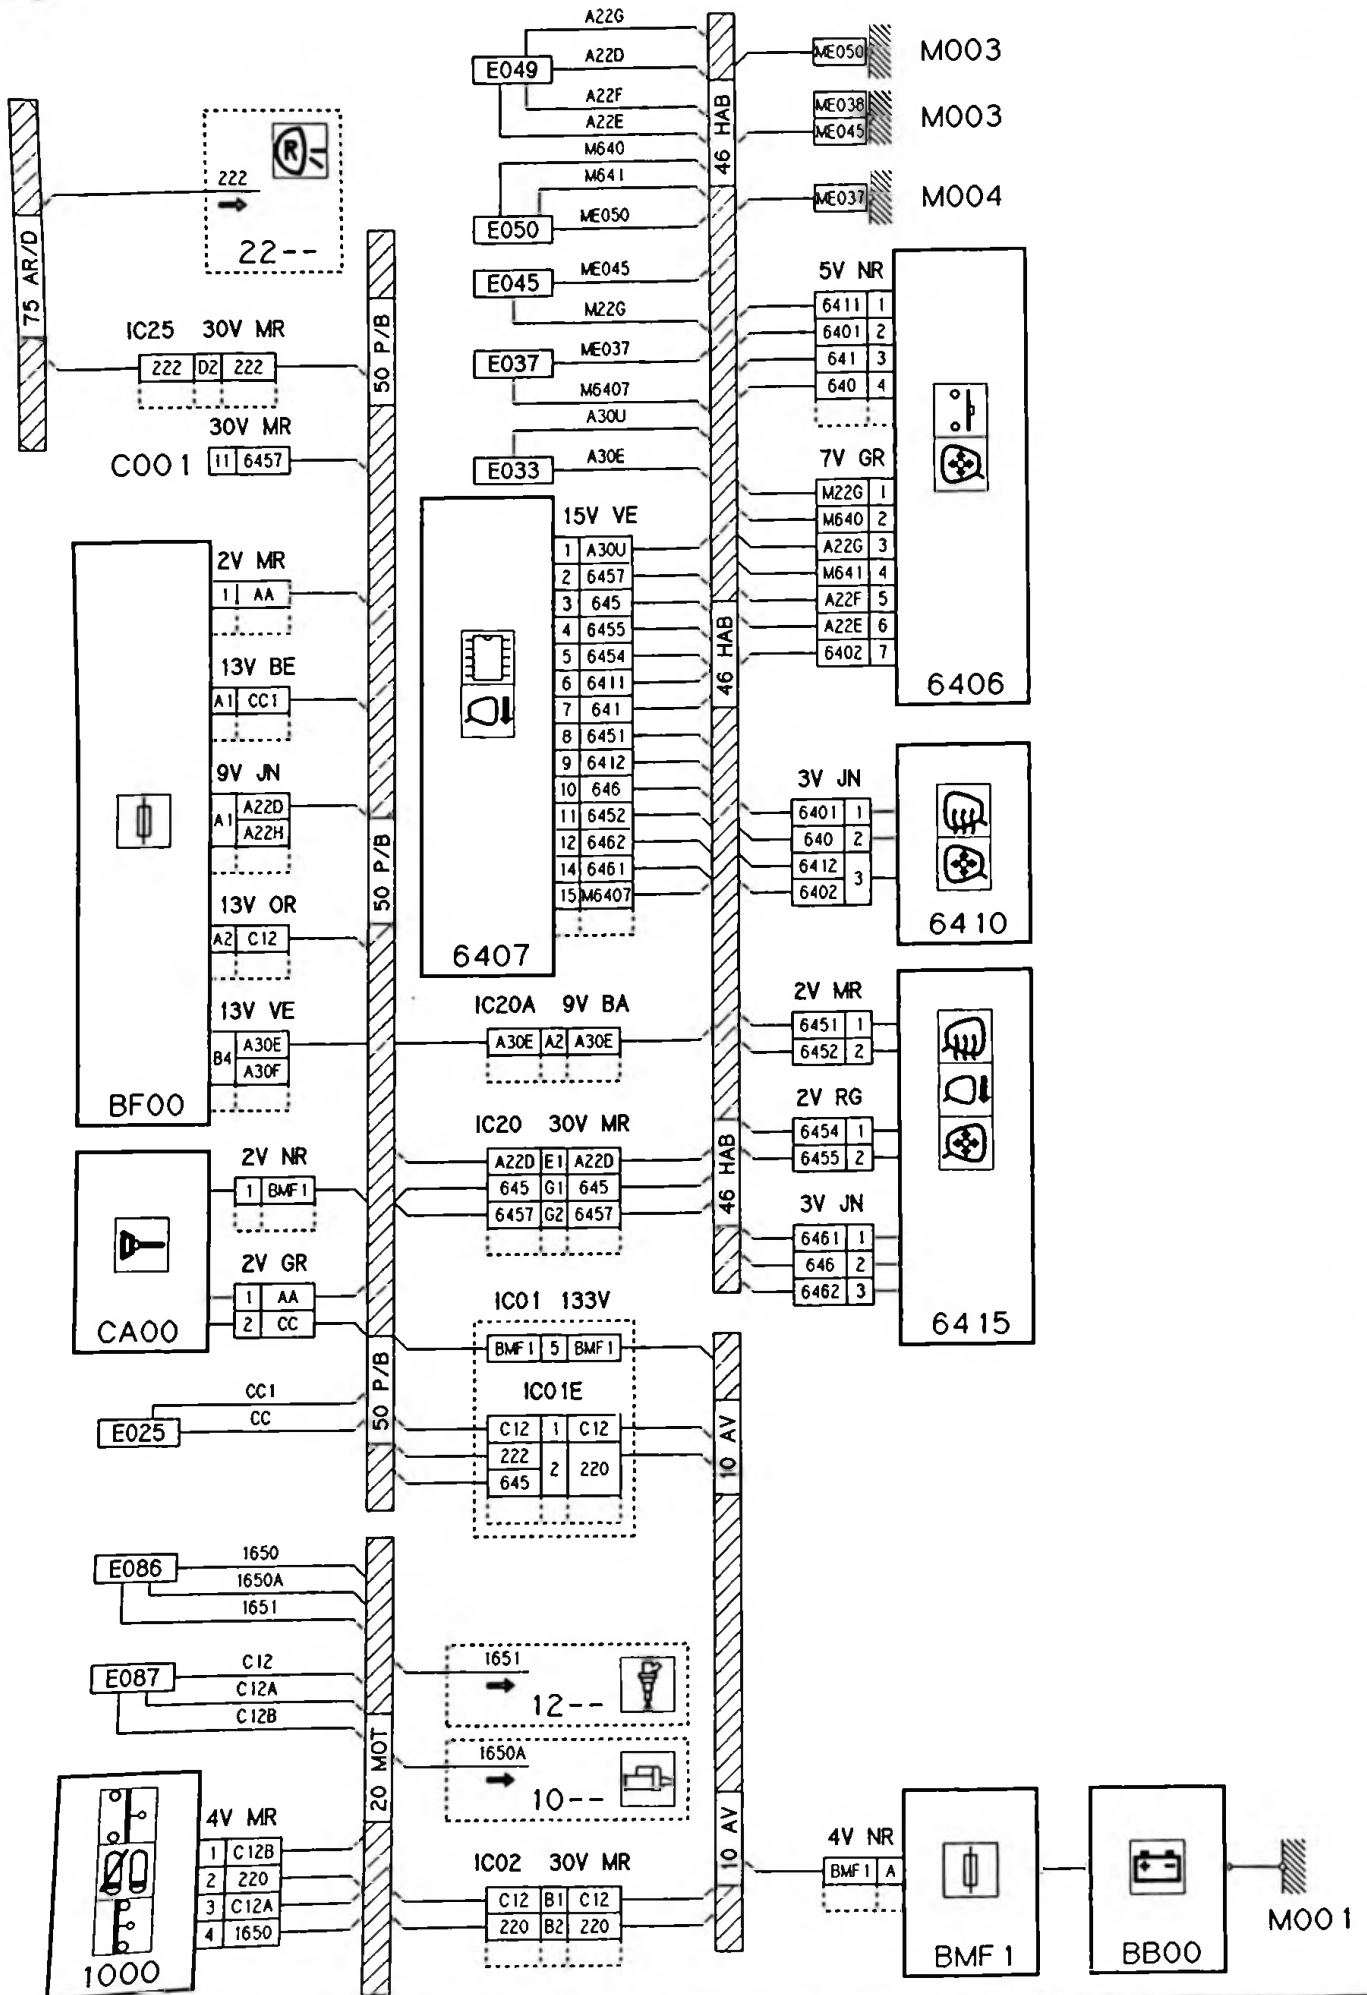 A22G
A22D
E049
A22F
A22E
46 HAB
ME050
M003
ME038
ME045
M003
M640
M641
E050
ME050
ME037
M004
75 AR/D
222
R
22--
50 P/B
IC25 30V MR
222 D2 222
30V MR
C001 11 6457
E045
ME045
M22G
E037
ME037
M6407
A30U
E033
A30E
5V NR
6411 1
6401 2
641 3
640 4
7V GR
M22G 1
M640 2
A22G 3
M641 4
A22F 5
A22E 6
6402 7
6406
15V VE
1 A30U
2 6457
3 645
4 6455
5 6454
6 6411
7 641
8 6451
9 6412
10 646
11 6452
12 6462
14 6461
15 M6407
6407
46 HAB
2V MR
1 AA
13V BE
A1 CC1
9V JN
A1 A22D
A22H
13V OR
A2 C12
13V VE
B4 A30E
A30F
BF00
50 P/B
3V JN
6401 1
640 2
6412
3
6402
6410
IC20A 9V BA
A30E A2 A30E
2V MR
6451 1
6452 2
2V RG
6454 1
6455 2
3V JN
6461 1
646 2
6462 3
6415
46 HAB
IC20 30V MR
A22D E1 A22D
645 G1 645
6457 G2 6457
2V NR
1 BMF1
2V GR
1 AA
2 CC
CA00
50 P/B
CC1
CC
E025
IC01 133V
BMF1 5 BMF1
IC01E
C12 1 C12
222
2 220
645
10 AV
E086
1650
1650A
1651
E087
C12
C12A
C12B
20 MOT
1651
12--
1650A
10--
4V MR
1 C12B
2 220
3 C12A
4 1650
1000
IC02 30V MR
C12 B1 C12
220 B2 220
10 AV
4V NR
BMF1 A
BMF1
+ -
BB00
M001